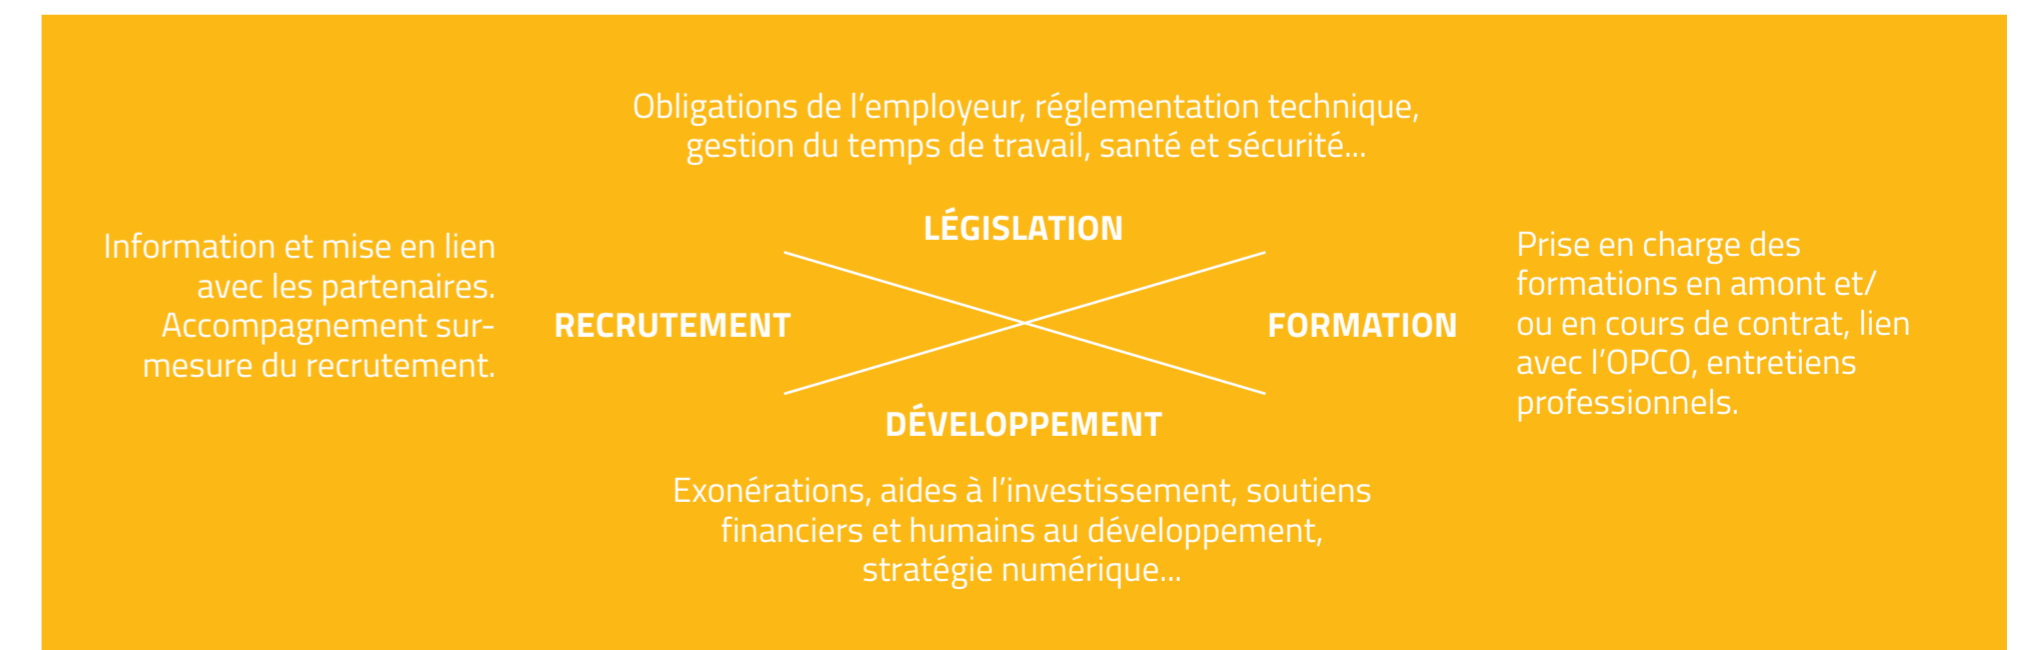 Obligations de l’employeur, réglementation technique,
gestion du temps de travail, santé et sécurité...
LÉGISLATION
Information et mise en lien
avec les partenaires.
Accompagnement sur-
mesure du recrutement.
RECRUTEMENT
FORMATION
Prise en charge des
formations en amont et/
ou en cours de contrat, lien
avec l’OPCO, entretiens
professionnels.
DÉVELOPPEMENT
Exonérations, aides à l’investissement, soutiens
financiers et humains au développement,
stratégie numérique...